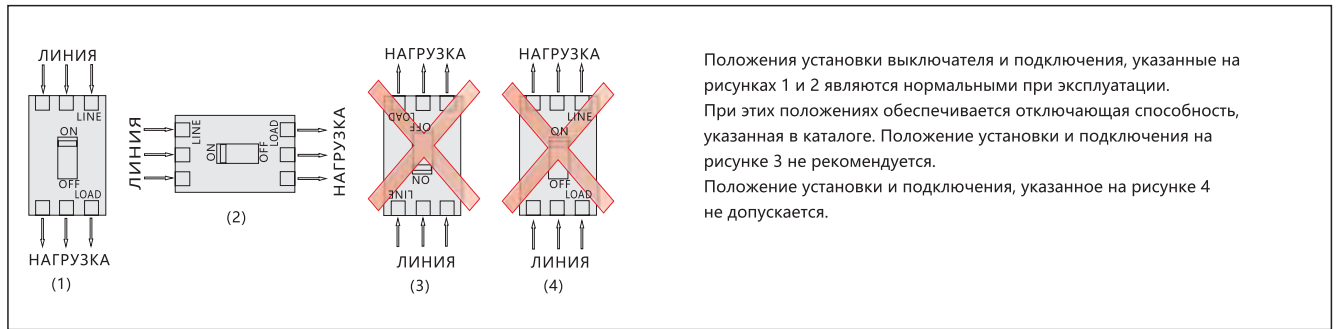 ЛИНИЯ
LINE
ON
OFF
LOAD
НАГРУЗКА
(1)
ЛИНИЯ
LINE
ON
OFF
LOAD
НАГРУЗКА
(2)
НАГРУЗКА
LOAD
OFF
ON
LINE
ЛИНИЯ
(3)
НАГРУЗКА
LINE
ON
OFF
LOAD
ЛИНИЯ
(4)
Положения установки выключателя и подключения, указанные на
рисунках 1 и 2 являются нормальными при эксплуатации.
При этих положениях обеспечивается отключающая способность,
указанная в каталоге. Положение установки и подключения на
рисунке 3 не рекомендуется.
Положение установки и подключения, указанное на рисунке 4
не допускается.